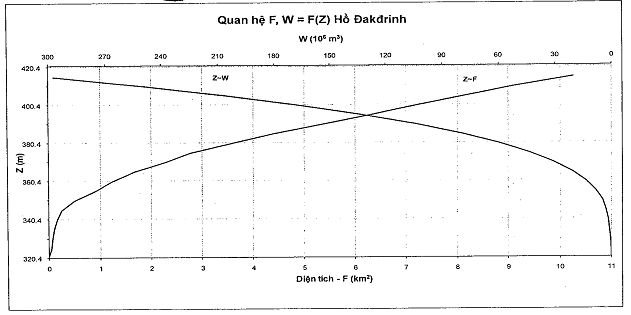 Quan hệ F, W = F(Z) Hồ Đakđrinh
W (10⁶ m³)
300 270 240 210 180 150 120 90 60 30 0
420.4
Z~W Z~F
400.4
380.4
Z (m)
360.4
340.4
320.4
0 1 2 3 4 5 6 7 8 9 10 11
Diện tích - F (km²)